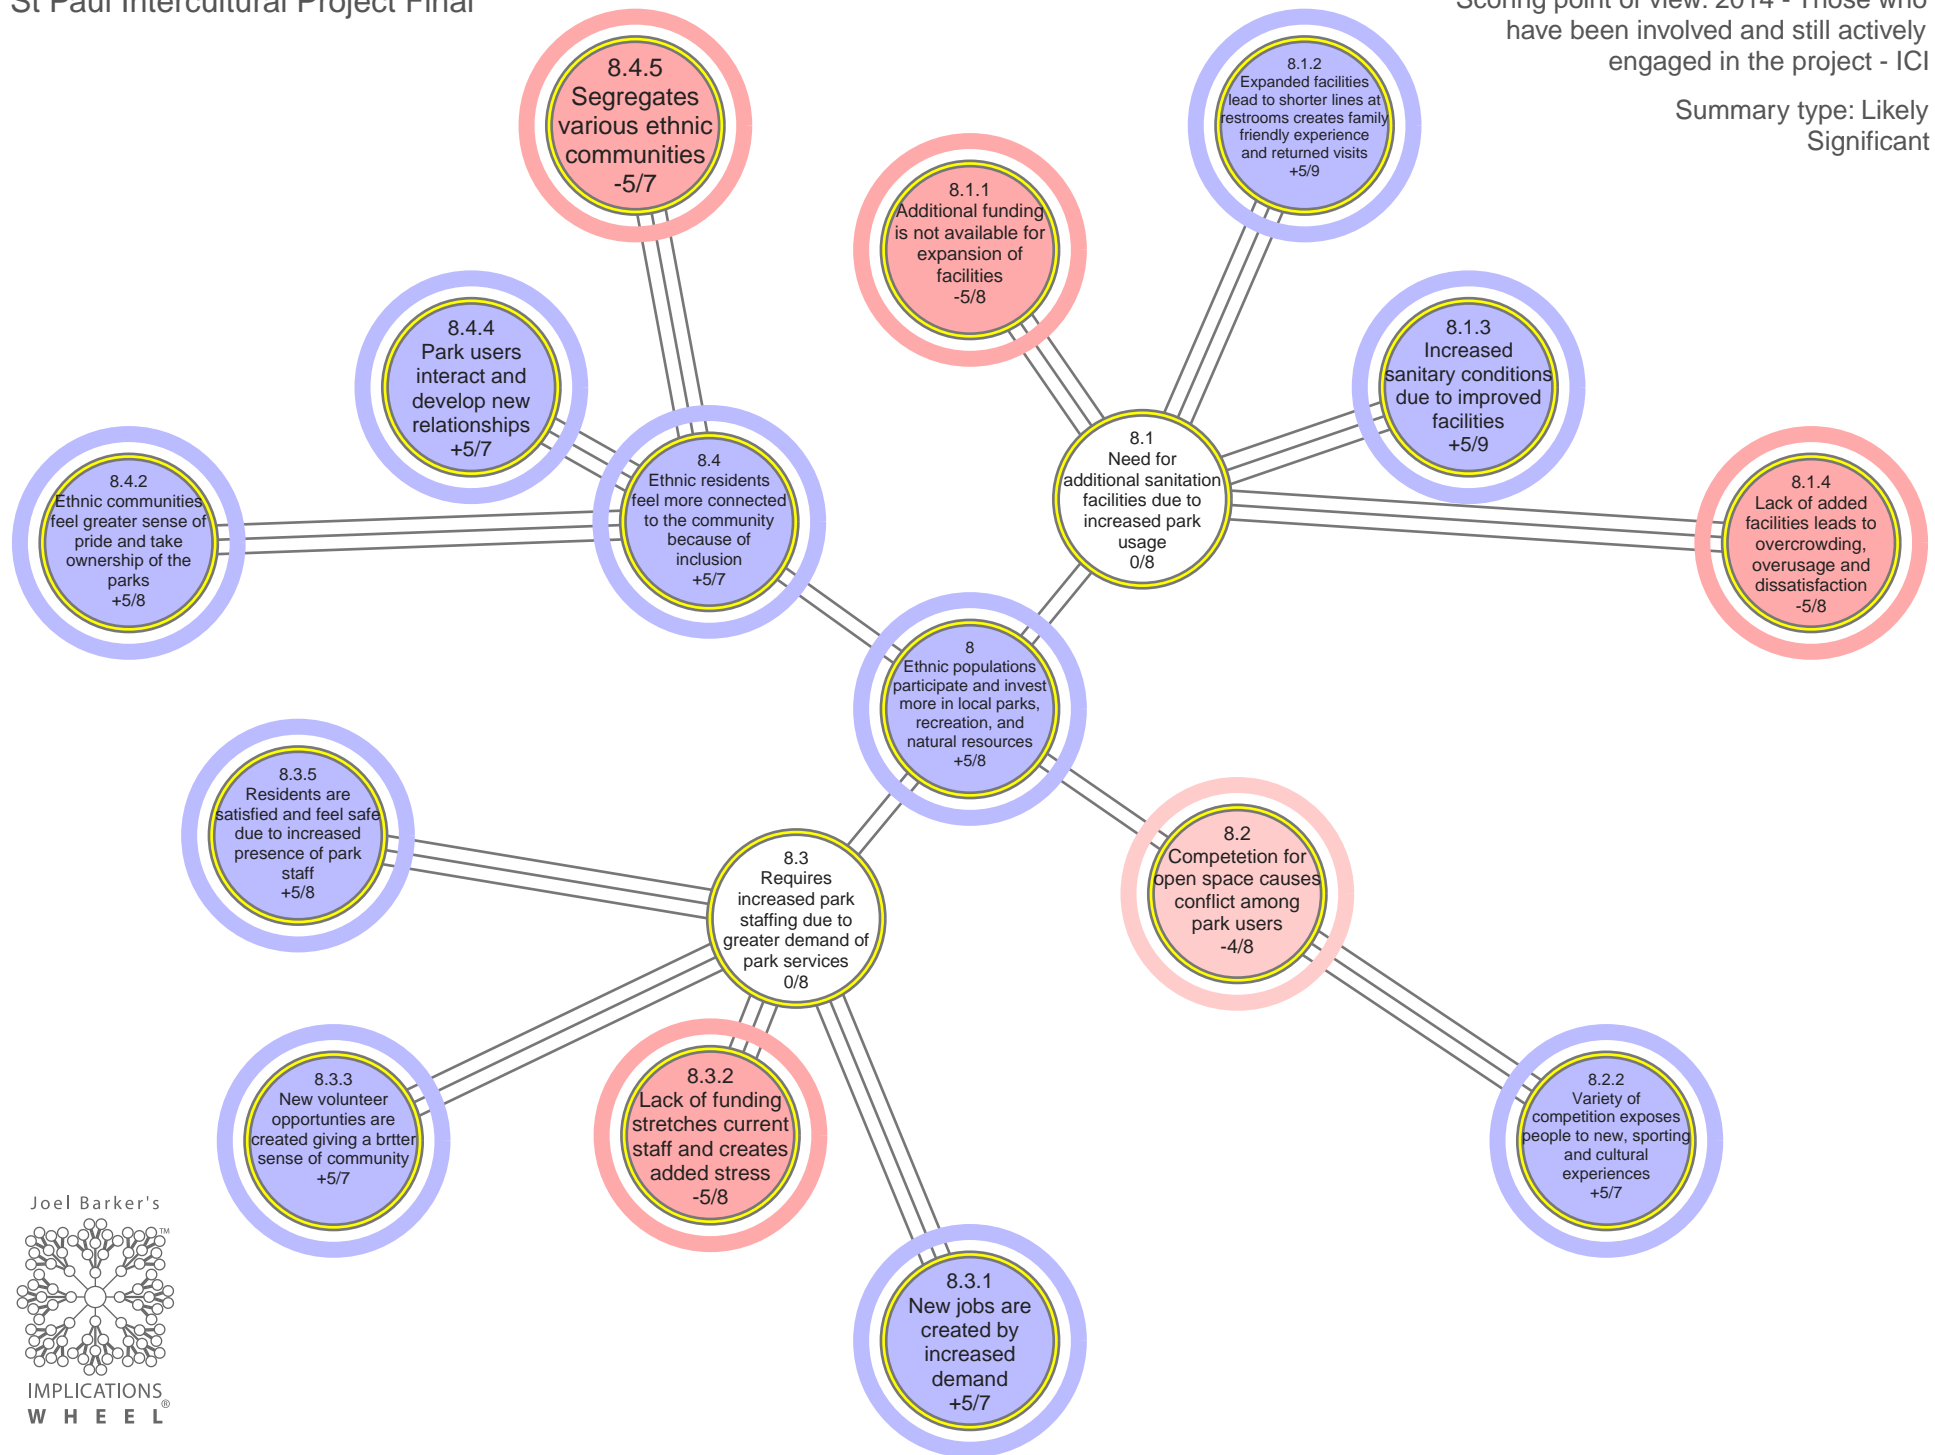 St Paul Intercultural Project Final
Scoring point of view: 2014 - Those who
have been involved and still actively
engaged in the project - ICI
Summary type: Likely
Significant
8.4.5
Segregates
various ethnic
communities
-5/7
8.1.2
Expanded facilities
lead to shorter lines at
restrooms creates family
friendly experience
and returned visits
+5/9
8.1.1
Additional funding
is not available for
expansion of
facilities
-5/8
8.4.4
Park users
interact and
develop new
relationships
+5/7
8.1.3
Increased
sanitary conditions
due to improved
facilities
+5/9
8.4.2
Ethnic communities
feel greater sense of
pride and take
ownership of the
parks
+5/8
8.4
Ethnic residents
feel more connected
to the community
because of
inclusion
+5/7
8.1
Need for
additional sanitation
facilities due to
increased park
usage
0/8
8.1.4
Lack of added
facilities leads to
overcrowding,
overusage and
dissatisfaction
-5/8
8
Ethnic populations
participate and invest
more in local parks,
recreation, and
natural resources
+5/8
8.3.5
Residents are
satisfied and feel safe
due to increased
presence of park
staff
+5/8
8.3
Requires
increased park
staffing due to
greater demand of
park services
0/8
8.2
Competetion for
open space causes
conflict among
park users
-4/8
8.3.3
New volunteer
opportunties are
created giving a brtter
sense of community
+5/7
8.3.2
Lack of funding
stretches current
staff and creates
added stress
-5/8
8.2.2
Variety of
competition exposes
people to new, sporting
and cultural
experiences
+5/7
8.3.1
New jobs are
created by
increased
demand
+5/7
Joel Barker's
™
IMPLICATIONS
WHEEL®